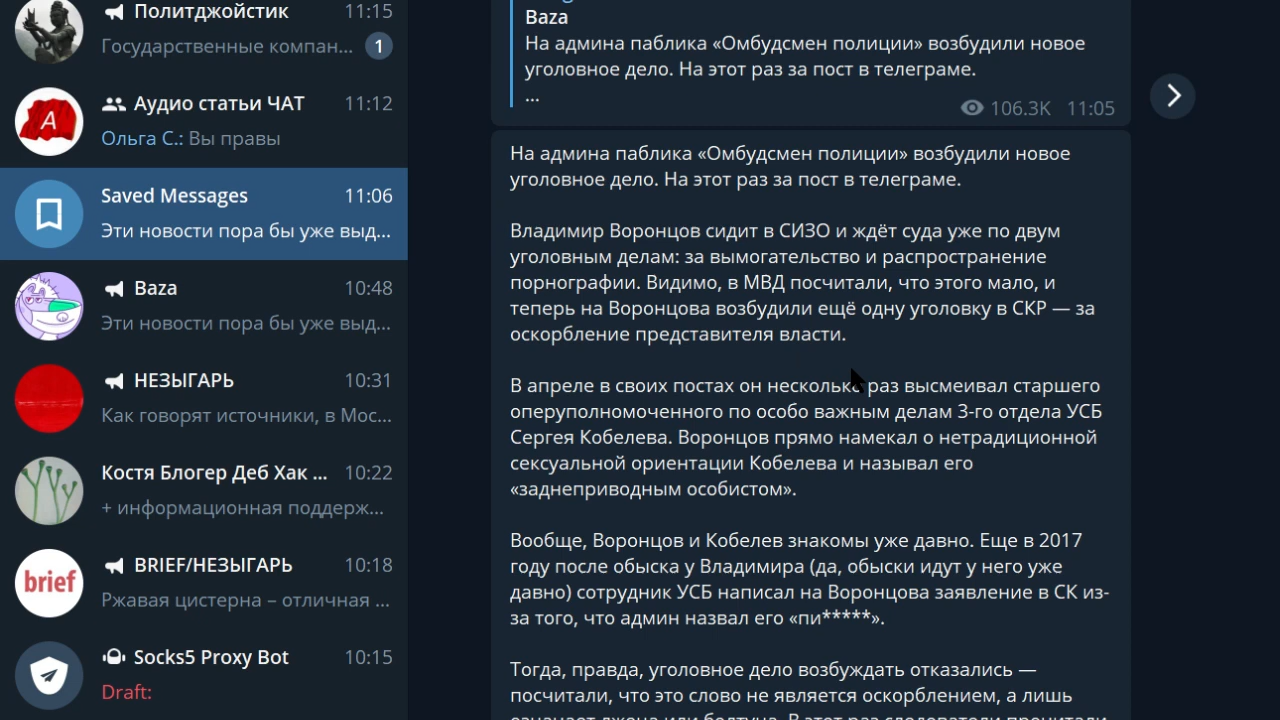 Политджойстик 11:15
Государственные компан... 1
Аудио статьи ЧАТ 11:12
Ольга С.: Вы правы
Saved Messages 11:06
Эти новости пора бы уже выд...
Baza 10:48
Эти новости пора бы уже выд...
НЕЗЫГАРЬ 10:31
Как говорят источники, в Мос...
Костя Блогер Деб Хак ... 10:22
+ информационная поддерж...
brief
BRIEF/НЕЗЫГАРЬ 10:18
Ржавая цистерна – отличная ...
Socks5 Proxy Bot 10:15
Draft:
Baza
На админа паблика «Омбудсмен полиции» возбудили новое
уголовное дело. На этот раз за пост в телеграме.
...
106.3K 11:05
На админа паблика «Омбудсмен полиции» возбудили новое
уголовное дело. На этот раз за пост в телеграме.
Владимир Воронцов сидит в СИЗО и ждёт суда уже по двум
уголовным делам: за вымогательство и распространение
порнографии. Видимо, в МВД посчитали, что этого мало, и
теперь на Воронцова возбудили ещё одну уголовку в СКР — за
оскорбление представителя власти.
В апреле в своих постах он несколько раз высмеивал старшего
оперуполномоченного по особо важным делам 3-го отдела УСБ
Сергея Кобелева. Воронцов прямо намекал о нетрадиционной
сексуальной ориентации Кобелева и называл его
«заднеприводным особистом».
Вообще, Воронцов и Кобелев знакомы уже давно. Еще в 2017
году после обыска у Владимира (да, обыски идут у него уже
давно) сотрудник УСБ написал на Воронцова заявление в СК из-
за того, что админ назвал его «пи*****».
Тогда, правда, уголовное дело возбуждать отказались —
посчитали, что это слово не является оскорблением, а лишь